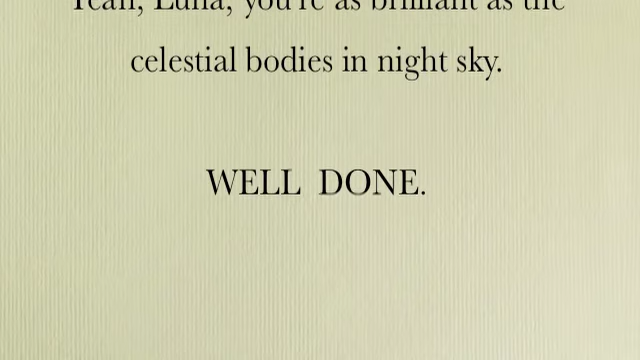 Yeah, Luna, you're as brilliant as the
celestial bodies in night sky.
WELL DONE.